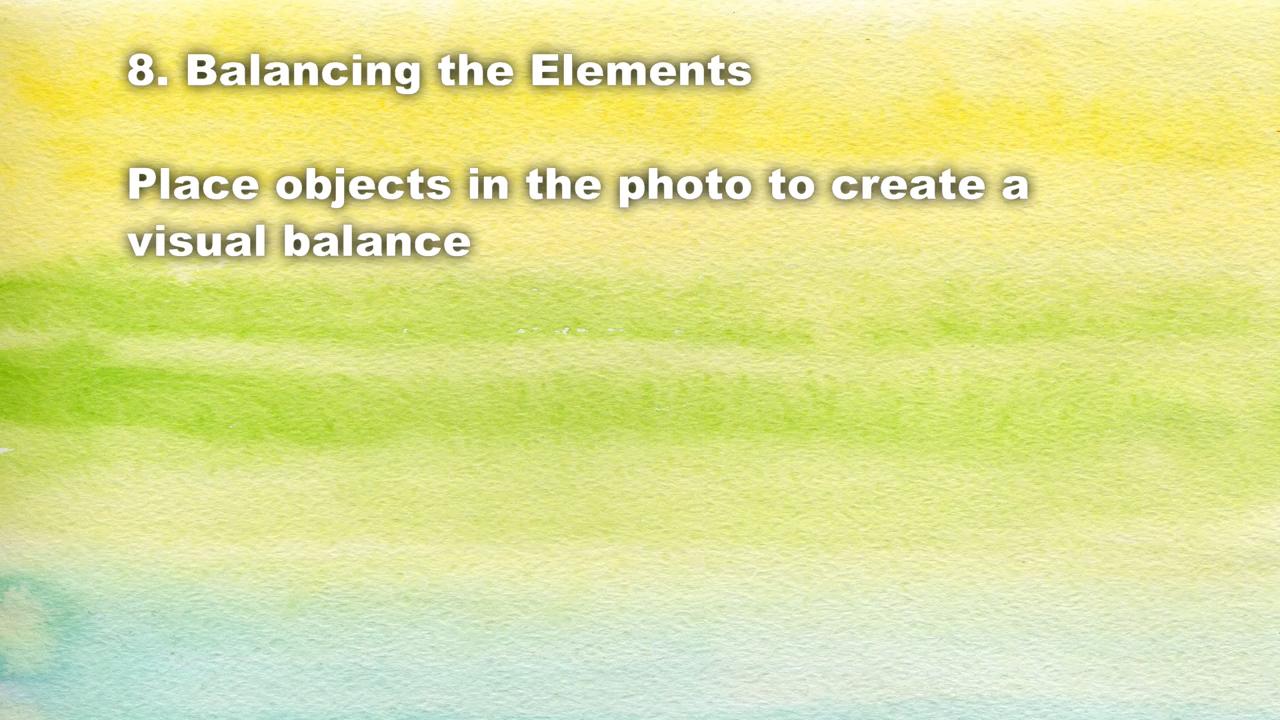 8. Balancing the Elements
Place objects in the photo to create a
visual balance